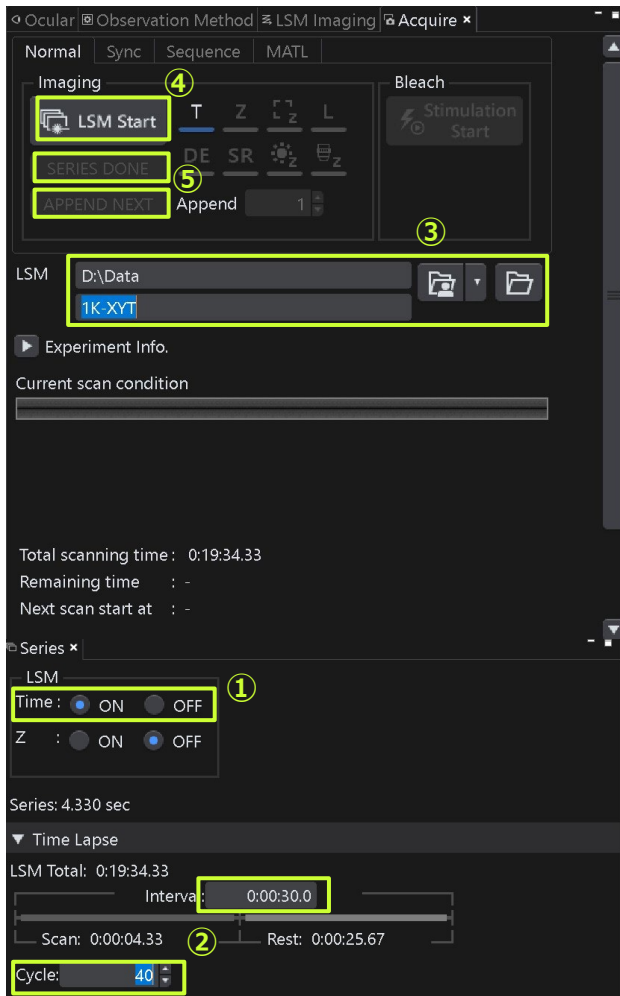 Ocular Observation Method LSM Imaging Acquire ×
Normal Sync Sequence MATL
Imaging ④ Bleach
LSM Start T Z Z L Stimulation Start
SERIES DONE DE SR Z Z
⑤
APPEND NEXT Append 1
③
LSM D:\Data
1K-XYT
Experiment Info.
Current scan condition
Total scanning time : 0:19:34.33
Remaining time : -
Next scan start at : -
Series ×
LSM
①
Time : ON OFF
Z : ON OFF
Series: 4.330 sec
Time Lapse
LSM Total: 0:19:34.33
Interval: 0:00:30.0
Scan: 0:00:04.33 ② Rest: 0:00:25.67
Cycle: 40